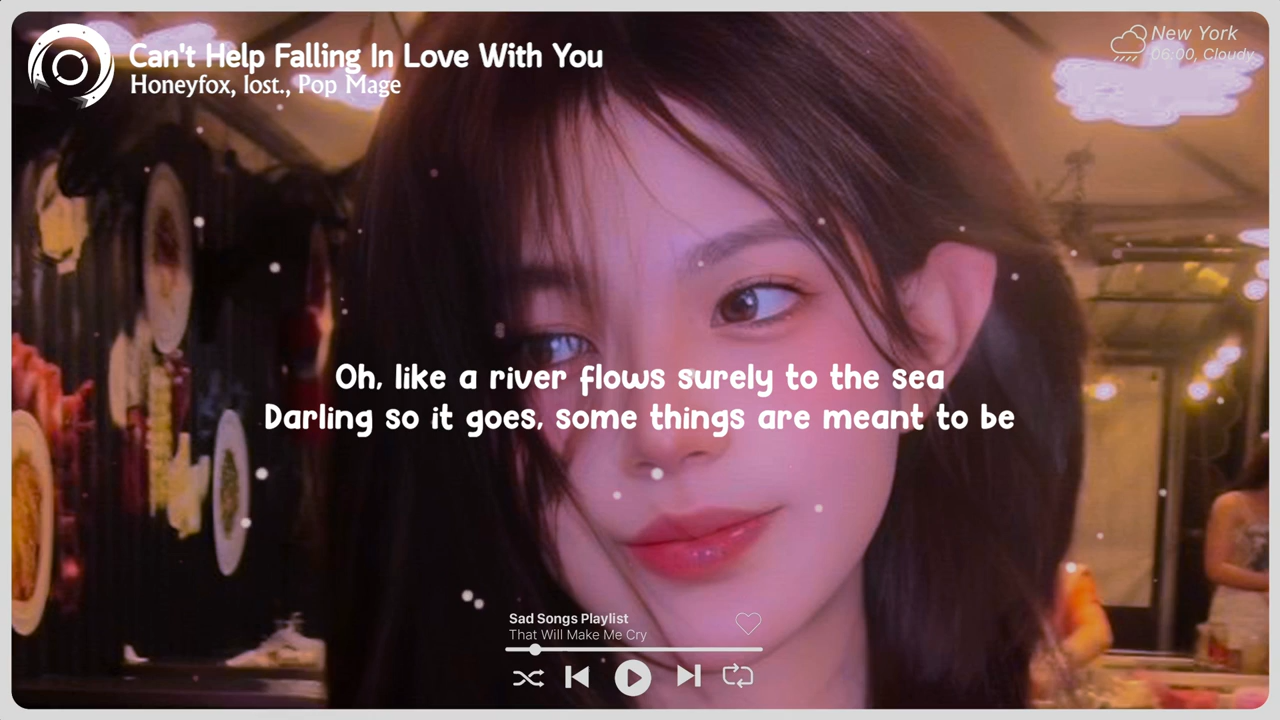 Can't Help Falling In Love With You
Honeyfox, lost., Pop Mage
New York
06:00, Cloudy
Oh, like a river flows surely to the sea
Darling so it goes, some things are meant to be
Sad Songs Playlist
That Will Make Me Cry